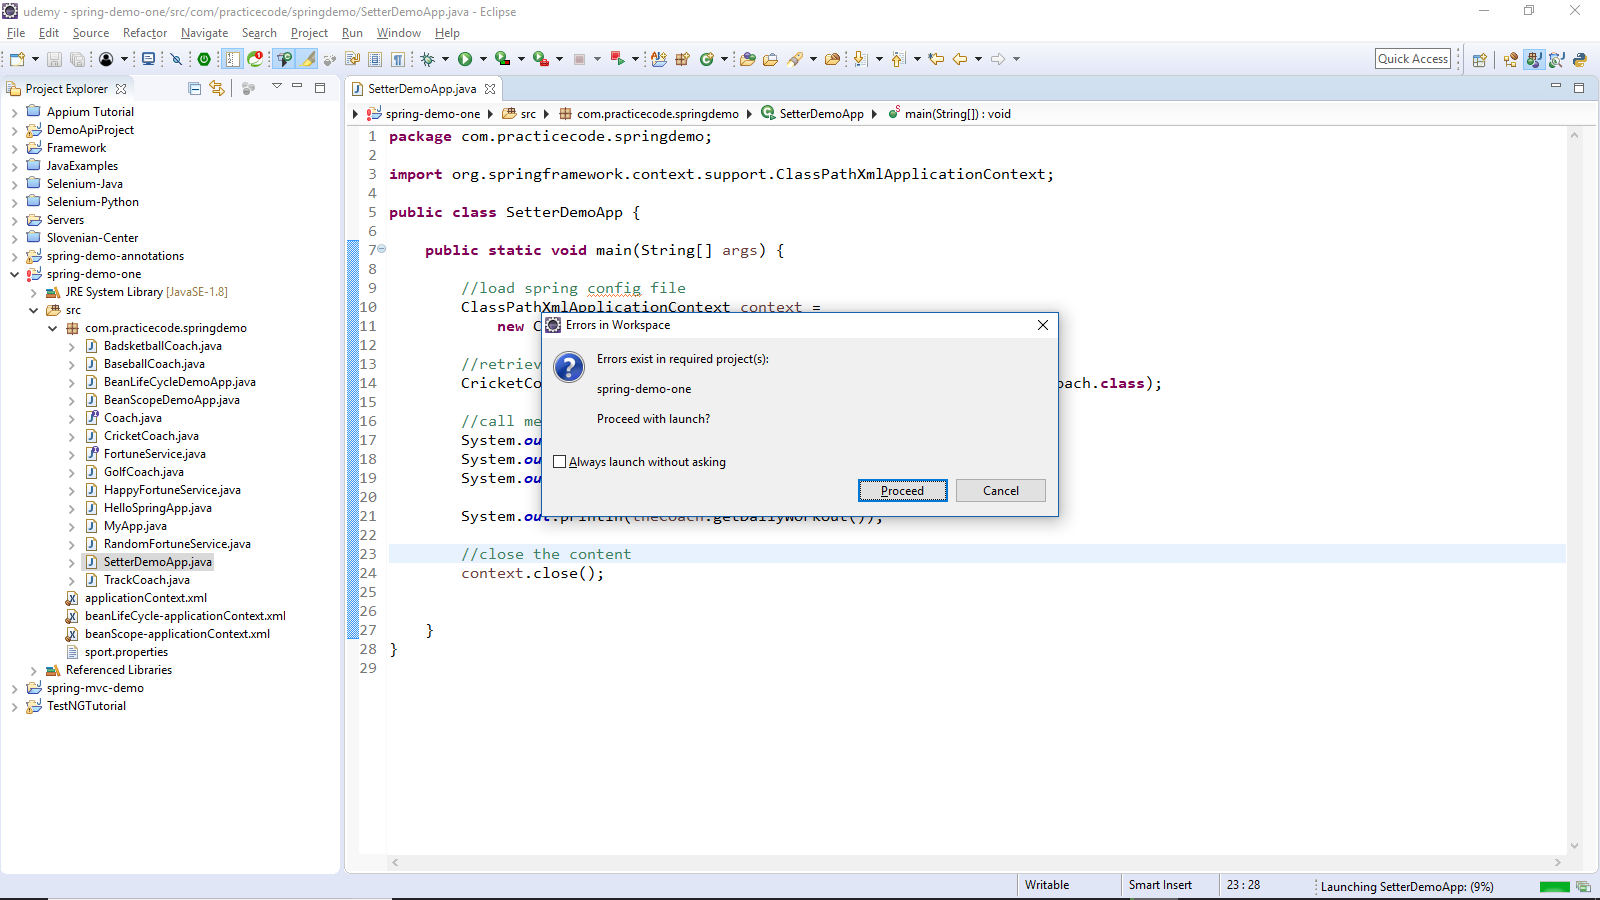 udemy - spring-demo-one/src/com/practicecode/springdemo/SetterDemoApp.java - Eclipse
File Edit Source Refactor Navigate Search Project Run Window Help
Quick Access
Project Explorer
Appium Tutorial
DemoApiProject
Framework
JavaExamples
Selenium-Java
Selenium-Python
Servers
Slovenian-Center
spring-demo-annotations
spring-demo-one
JRE System Library [JavaSE-1.8]
src
com.practicecode.springdemo
BadsketballCoach.java
BaseballCoach.java
BeanLifeCycleDemoApp.java
BeanScopeDemoApp.java
Coach.java
CricketCoach.java
FortuneService.java
GolfCoach.java
HappyFortuneService.java
HelloSpringApp.java
MyApp.java
RandomFortuneService.java
SetterDemoApp.java
TrackCoach.java
applicationContext.xml
beanLifeCycle-applicationContext.xml
beanScope-applicationContext.xml
sport.properties
Referenced Libraries
spring-mvc-demo
TestNGTutorial
SetterDemoApp.java
spring-demo-one src com.practicecode.springdemo SetterDemoApp main(String[]) : void
1 package com.practicecode.springdemo;
2
3 import org.springframework.context.support.ClassPathXmlApplicationContext;
4
5 public class SetterDemoApp {
6
7 public static void main(String[] args) {
8
9 //load spring config file
10 ClassPathXmlApplicationContext context =
11 new C
12
13 //retriev
14 CricketCo oach.class);
15
16 //call me
17 System.ou
18 System.ou
19 System.ou
20
21 System.out.println(theCoach.getDailyWorkout());
22
23 //close the content
24 context.close();
25
26
27 }
28 }
29
Errors in Workspace
Errors exist in required project(s):
spring-demo-one
Proceed with launch?
Always launch without asking
Proceed Cancel
Writable Smart Insert 23 : 28 Launching SetterDemoApp: (9%)